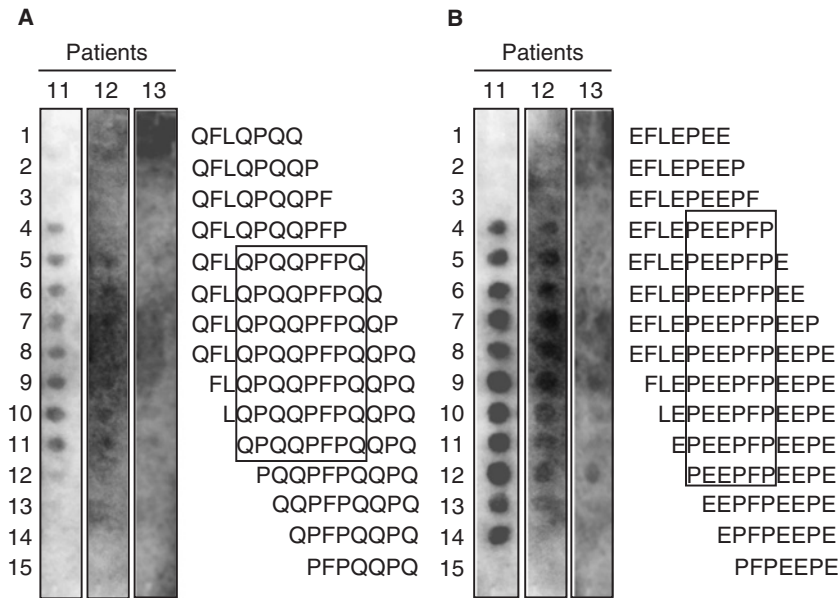 A
Patients
11 12 13
1 QFLQPQQ
2 QFLQPQQP
3 QFLQPQQPF
4 QFLQPQQPFP
5 QFLQPQQPFPQ
6 QFLQPQQPFPQQ
7 QFLQPQQPFPQQP
8 QFLQPQQPFPQQPQ
9 FLQPQQPFPQQPQ
10 LQPQQPFPQQPQ
11 QPQQPFPQQPQ
12 PQQPFPQQPQ
13 QQPFPQQPQ
14 QPFPQQPQ
15 PFPQQPQ
B
Patients
11 12 13
1 EFLEPEE
2 EFLEPEEP
3 EFLEPEEPF
4 EFLEPEEPFP
5 EFLEPEEPFPE
6 EFLEPEEPFPEE
7 EFLEPEEPFPEEP
8 EFLEPEEPFPEEPE
9 FLEPEEPFPEEPE
10 LEPEEPFPEEPE
11 EPEEPFPEEPE
12 PEEPFPEEPE
13 EEPFPEEPE
14 EPFPEEPE
15 PFPEEPE